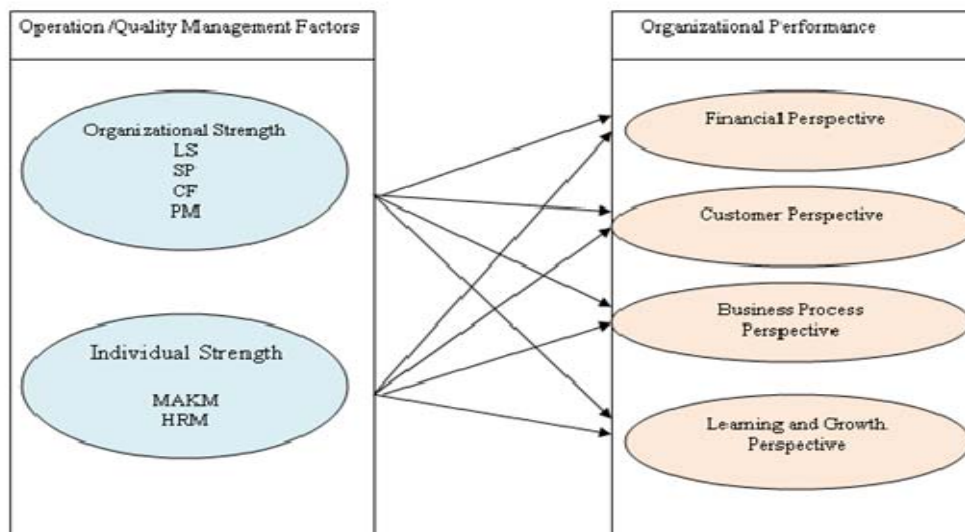 Operation /Quality Management Factors
Organizational Strength
LS
SP
CF
PMI
Individual Strength
MAKM
HRM
Organizational Performance
Financial Perspective
Customer Perspective
Business Process
Perspective
Learning and Growth
Perspective